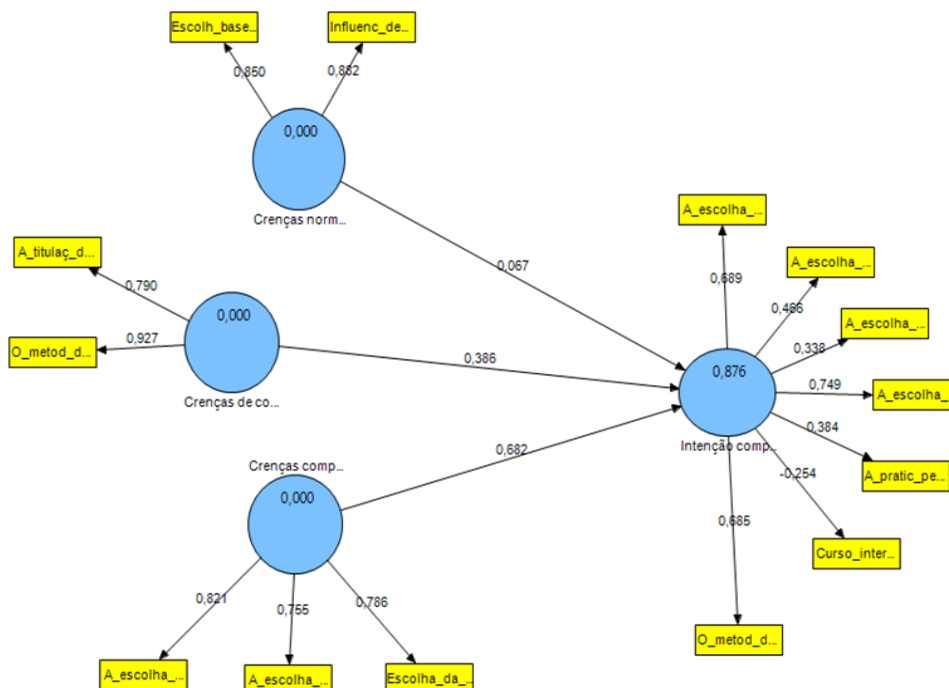 Escolh_base...
Influenc_de...
0,850
0,882
0,000
Crenças norm...
A_escolha_...
A_titulaç_d...
A_escolha_...
0,067
0,689
0,790
0,466
0,000
A_escolha_...
O_metod_d...
0,927
0,338
0,386
0,876
0,749
A_escolha_
Crenças de co...
0,384
Intenção comp...
0,682
Crenças comp...
-0,254
A_pratic_pe...
0,000
0,685
Curso_inter...
0,821
0,755
0,786
O_metod_d...
A_escolha_...
A_escolha_...
Escolha_da_...